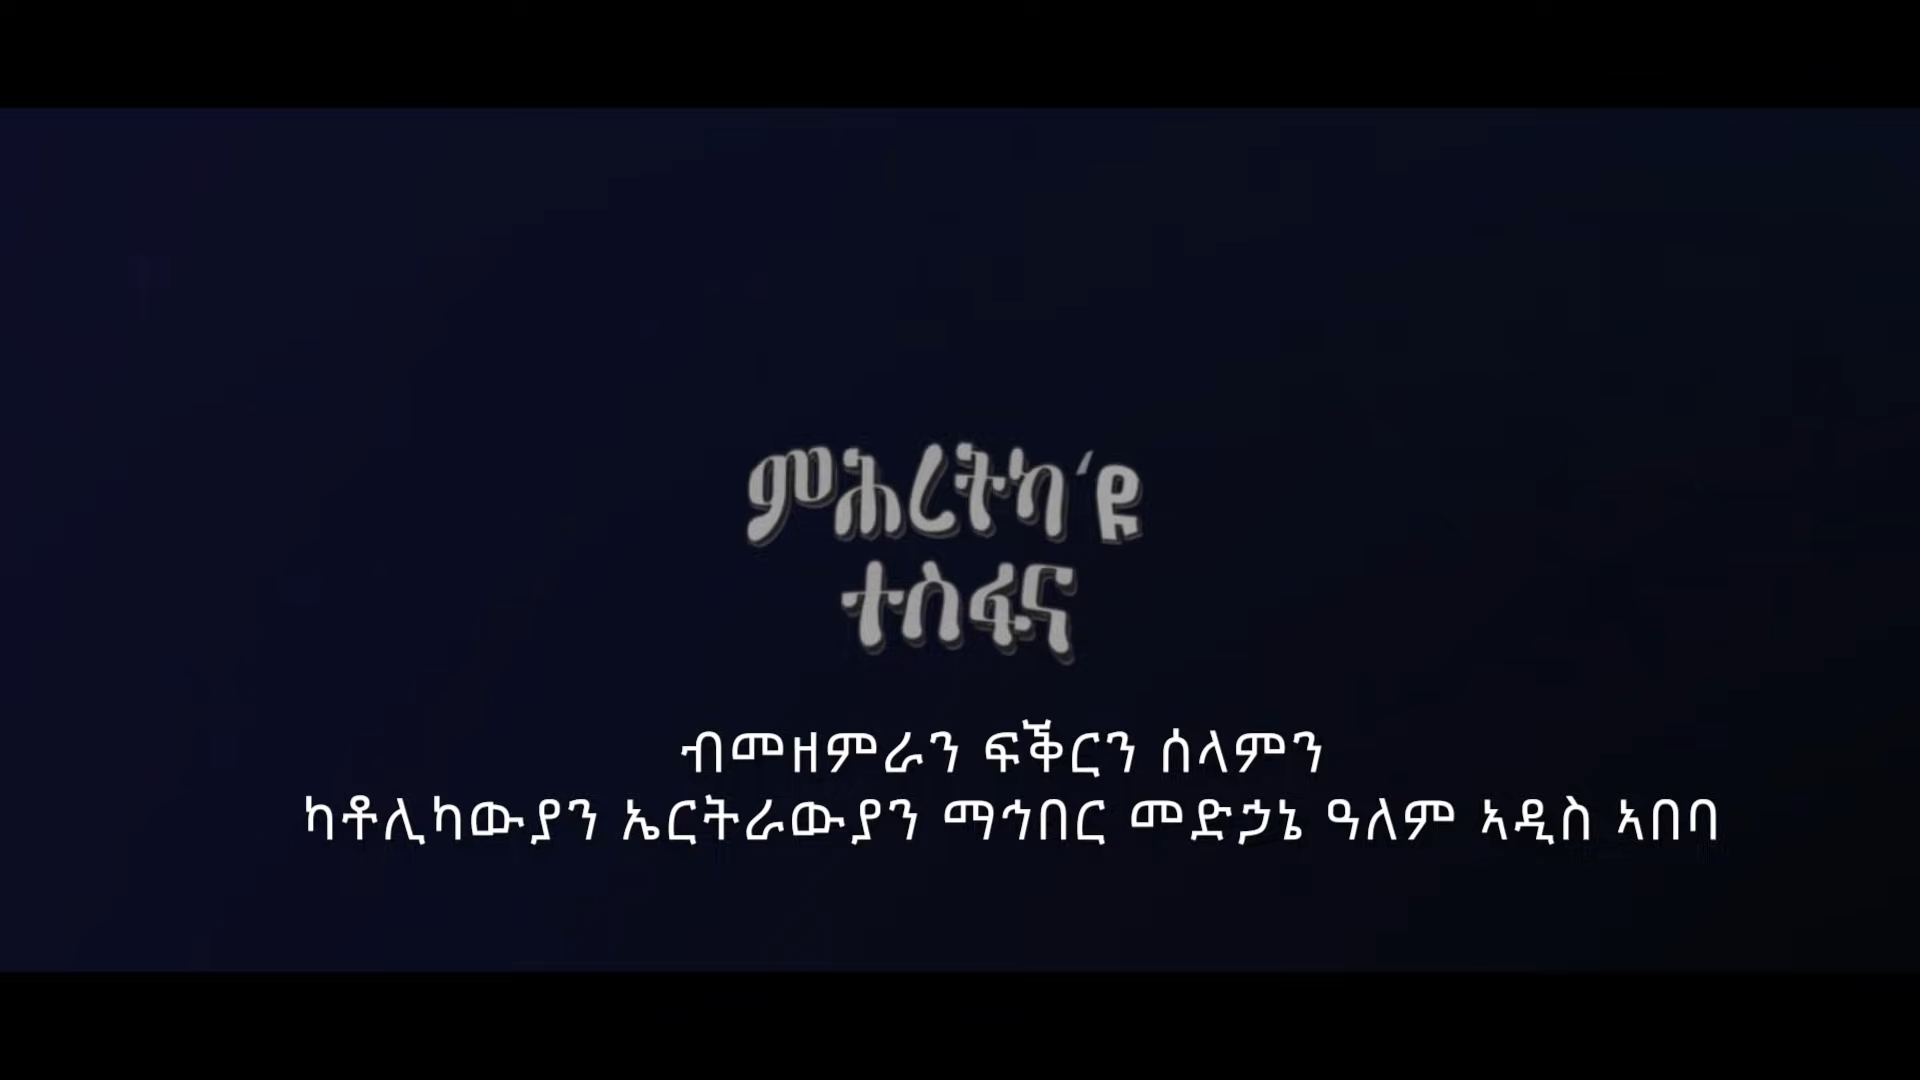 ምሕረትካ'ዩ
ተስፋና
ብመዘምራን ፍቕርን ሰላምን
ካቶሊካውያን ኤርትራውያን ማኅበር መድኃኔ ዓለም ኣዲስ ኣበባ